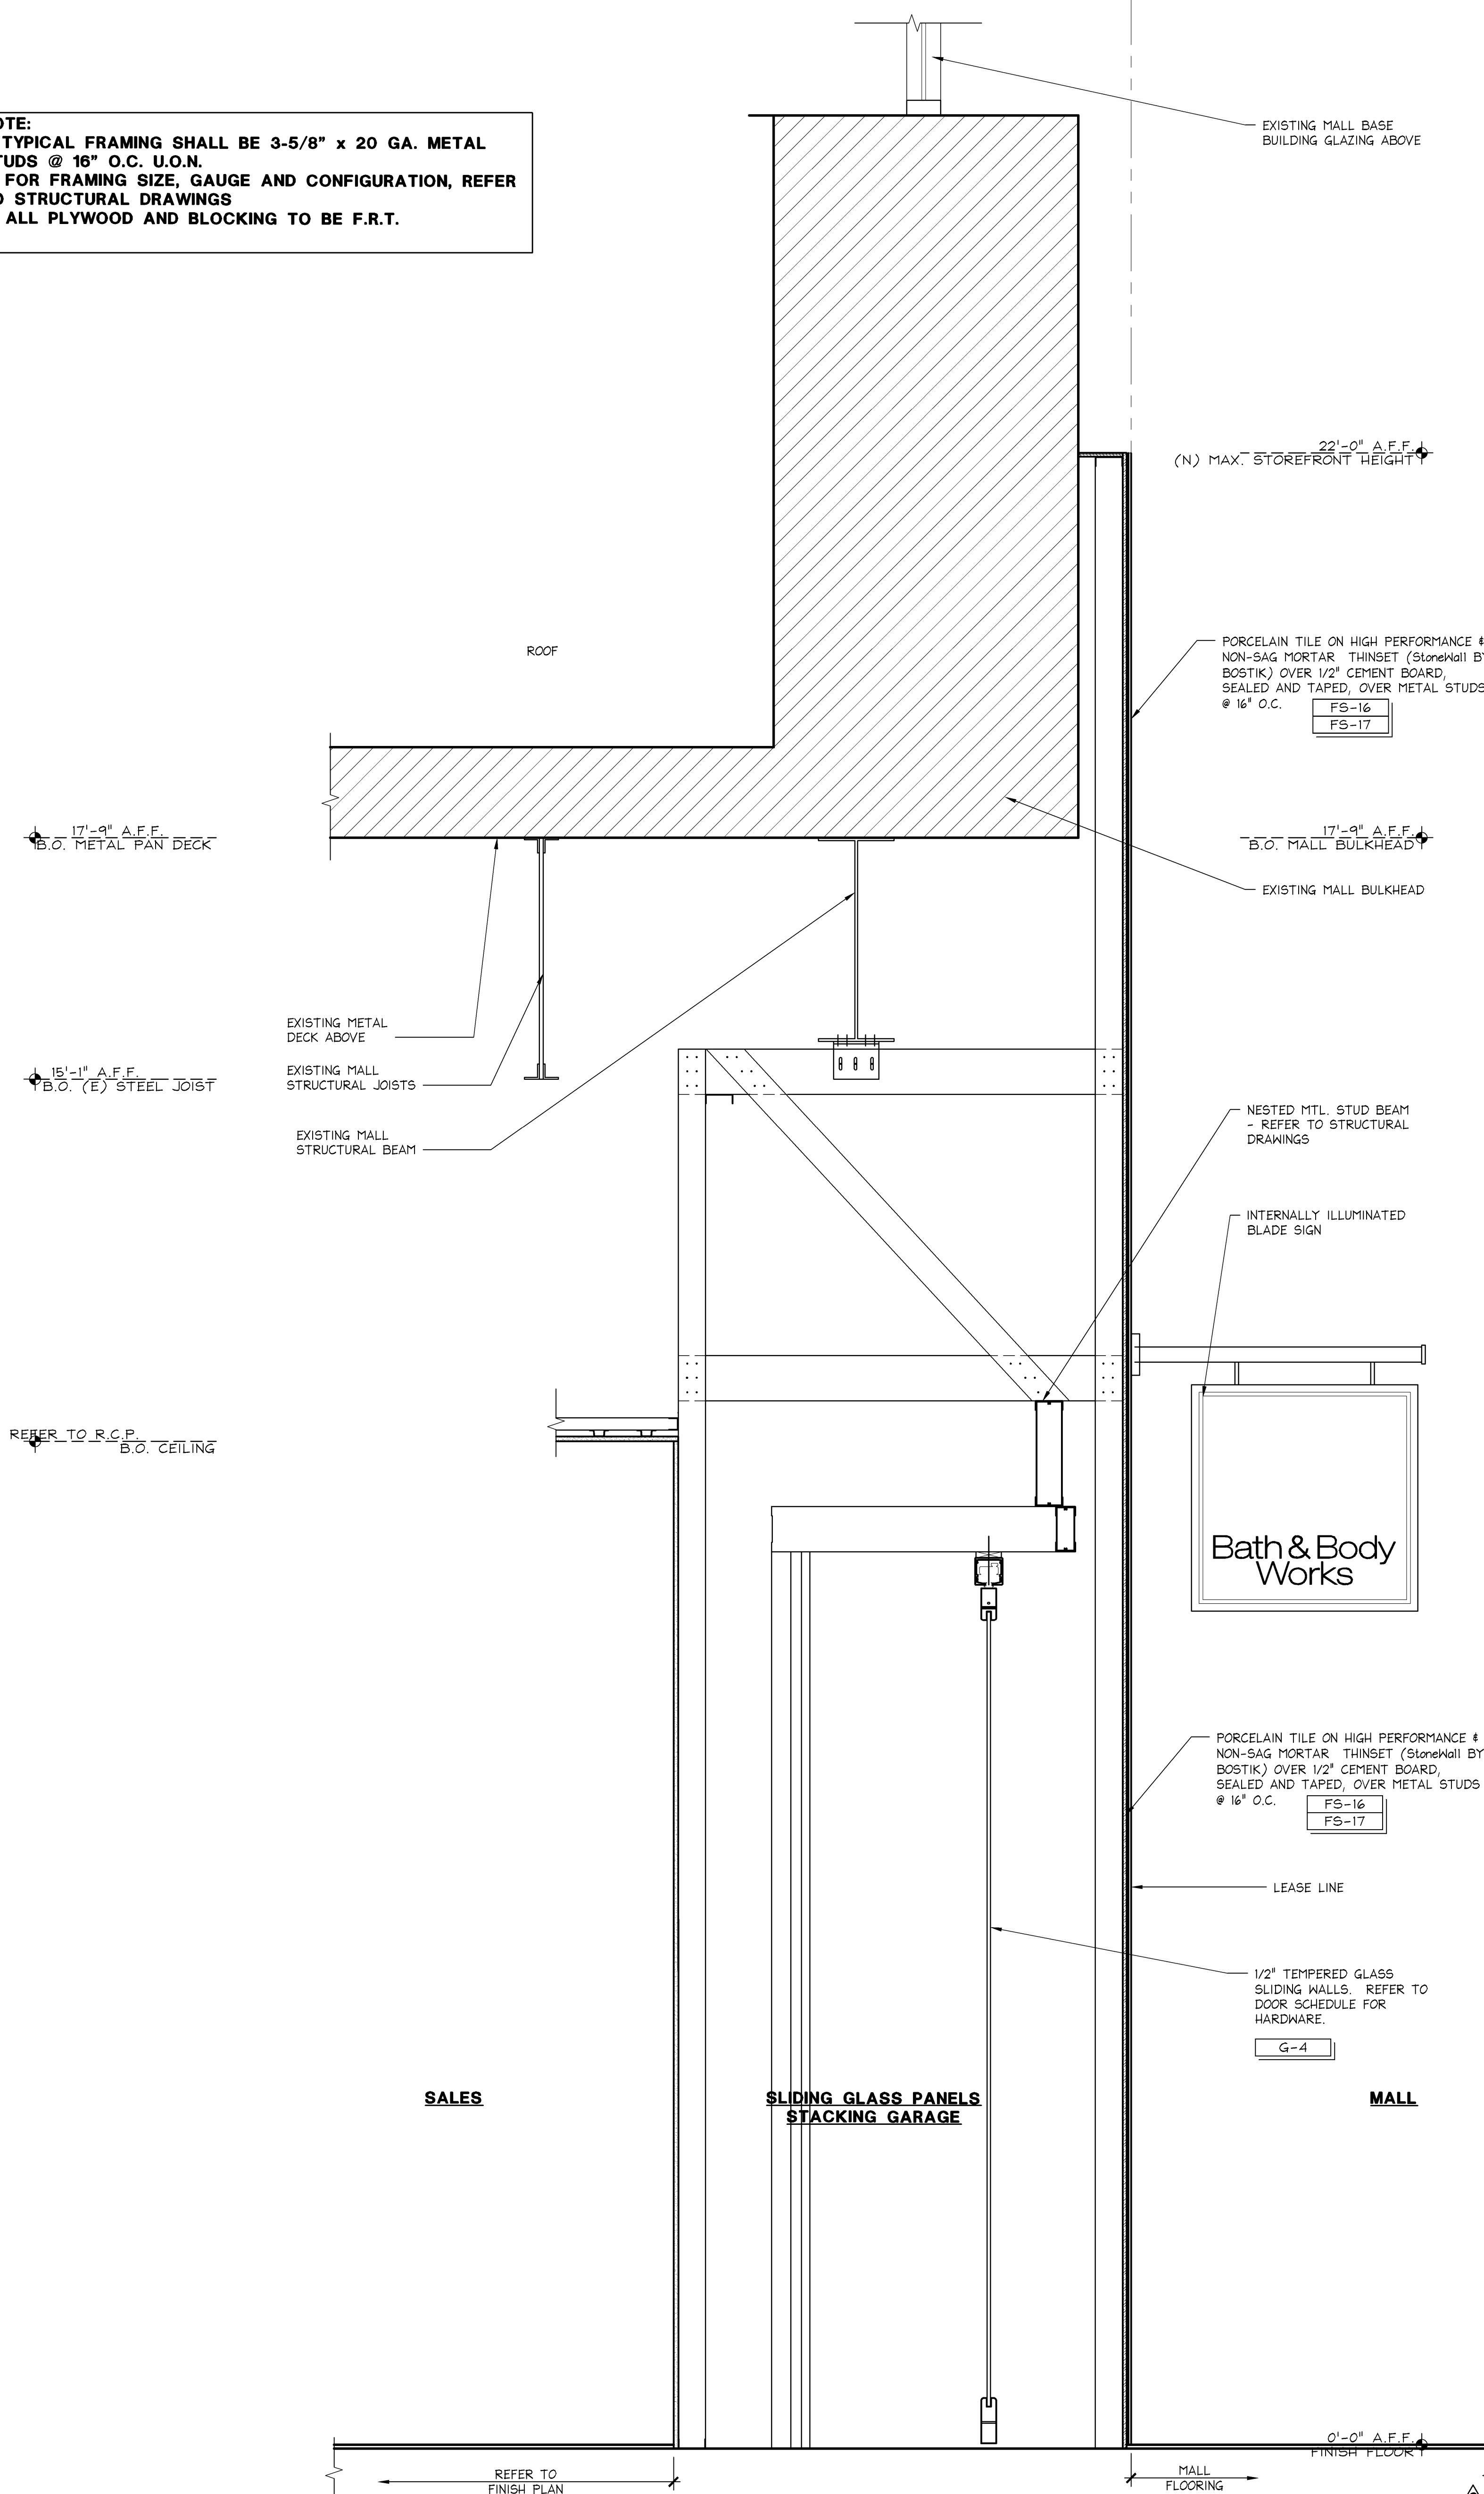 OTE:
TYPICAL FRAMING SHALL BE 3-5/8" x 20 GA. METAL
TUDS @ 16" O.C. U.O.N.
FOR FRAMING SIZE, GAUGE AND CONFIGURATION, REFER
O STRUCTURAL DRAWINGS
ALL PLYWOOD AND BLOCKING TO BE F.R.T.
EXISTING MALL BASE
BUILDING GLAZING ABOVE
22'-0" A.F.F.
(N) MAX. STOREFRONT HEIGHT
ROOF
PORCELAIN TILE ON HIGH PERFORMANCE &
NON-SAG MORTAR THINSET (StoneWall BY
BOSTIK) OVER 1/2" CEMENT BOARD,
SEALED AND TAPED, OVER METAL STUDS
@ 16" O.C.
FS-16
FS-17
17'-9" A.F.F.
B.O. METAL PAN DECK
17'-9" A.F.F.
B.O. MALL BULKHEAD
EXISTING MALL BULKHEAD
EXISTING METAL
DECK ABOVE
15'-1" A.F.F.
B.O. (E) STEEL JOIST
EXISTING MALL
STRUCTURAL JOISTS
EXISTING MALL
STRUCTURAL BEAM
NESTED MTL. STUD BEAM
- REFER TO STRUCTURAL
DRAWINGS
INTERNALLY ILLUMINATED
BLADE SIGN
REFER TO R.C.P.
B.O. CEILING
Bath & Body
Works
PORCELAIN TILE ON HIGH PERFORMANCE &
NON-SAG MORTAR THINSET (StoneWall BY
BOSTIK) OVER 1/2" CEMENT BOARD,
SEALED AND TAPED, OVER METAL STUDS
@ 16" O.C.
FS-16
FS-17
LEASE LINE
1/2" TEMPERED GLASS
SLIDING WALLS. REFER TO
DOOR SCHEDULE FOR
HARDWARE.
G-4
SALES
SLIDING GLASS PANELS
STACKING GARAGE
MALL
0'-0" A.F.F.
FINISH FLOOR
REFER TO
FINISH PLAN
MALL
FLOORING